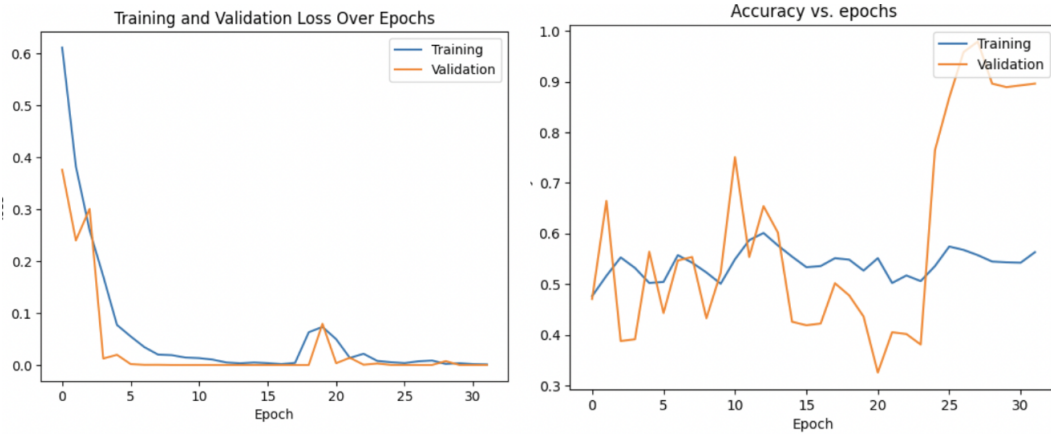 Training and Validation Loss Over Epochs
Training
Validation
0.6
0.5
0.4
0.3
0.2
0.1
0.0
0 5 10 15 20 25 30
Epoch
Accuracy vs. epochs
Training
Validation
1.0
0.9
0.8
0.7
0.6
0.5
0.4
0.3
0 5 10 15 20 25 30
Epoch